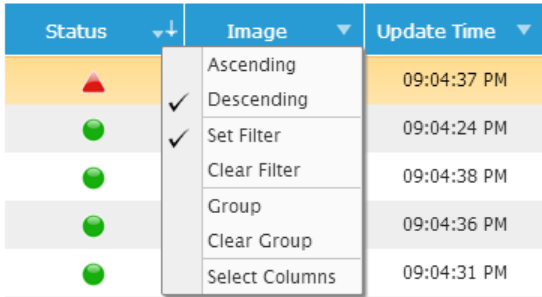 Status Image Update Time
Ascending 09:04:37 PM
Descending
Set Filter 09:04:24 PM
Clear Filter 09:04:38 PM
Group 09:04:36 PM
Clear Group
Select Columns 09:04:31 PM